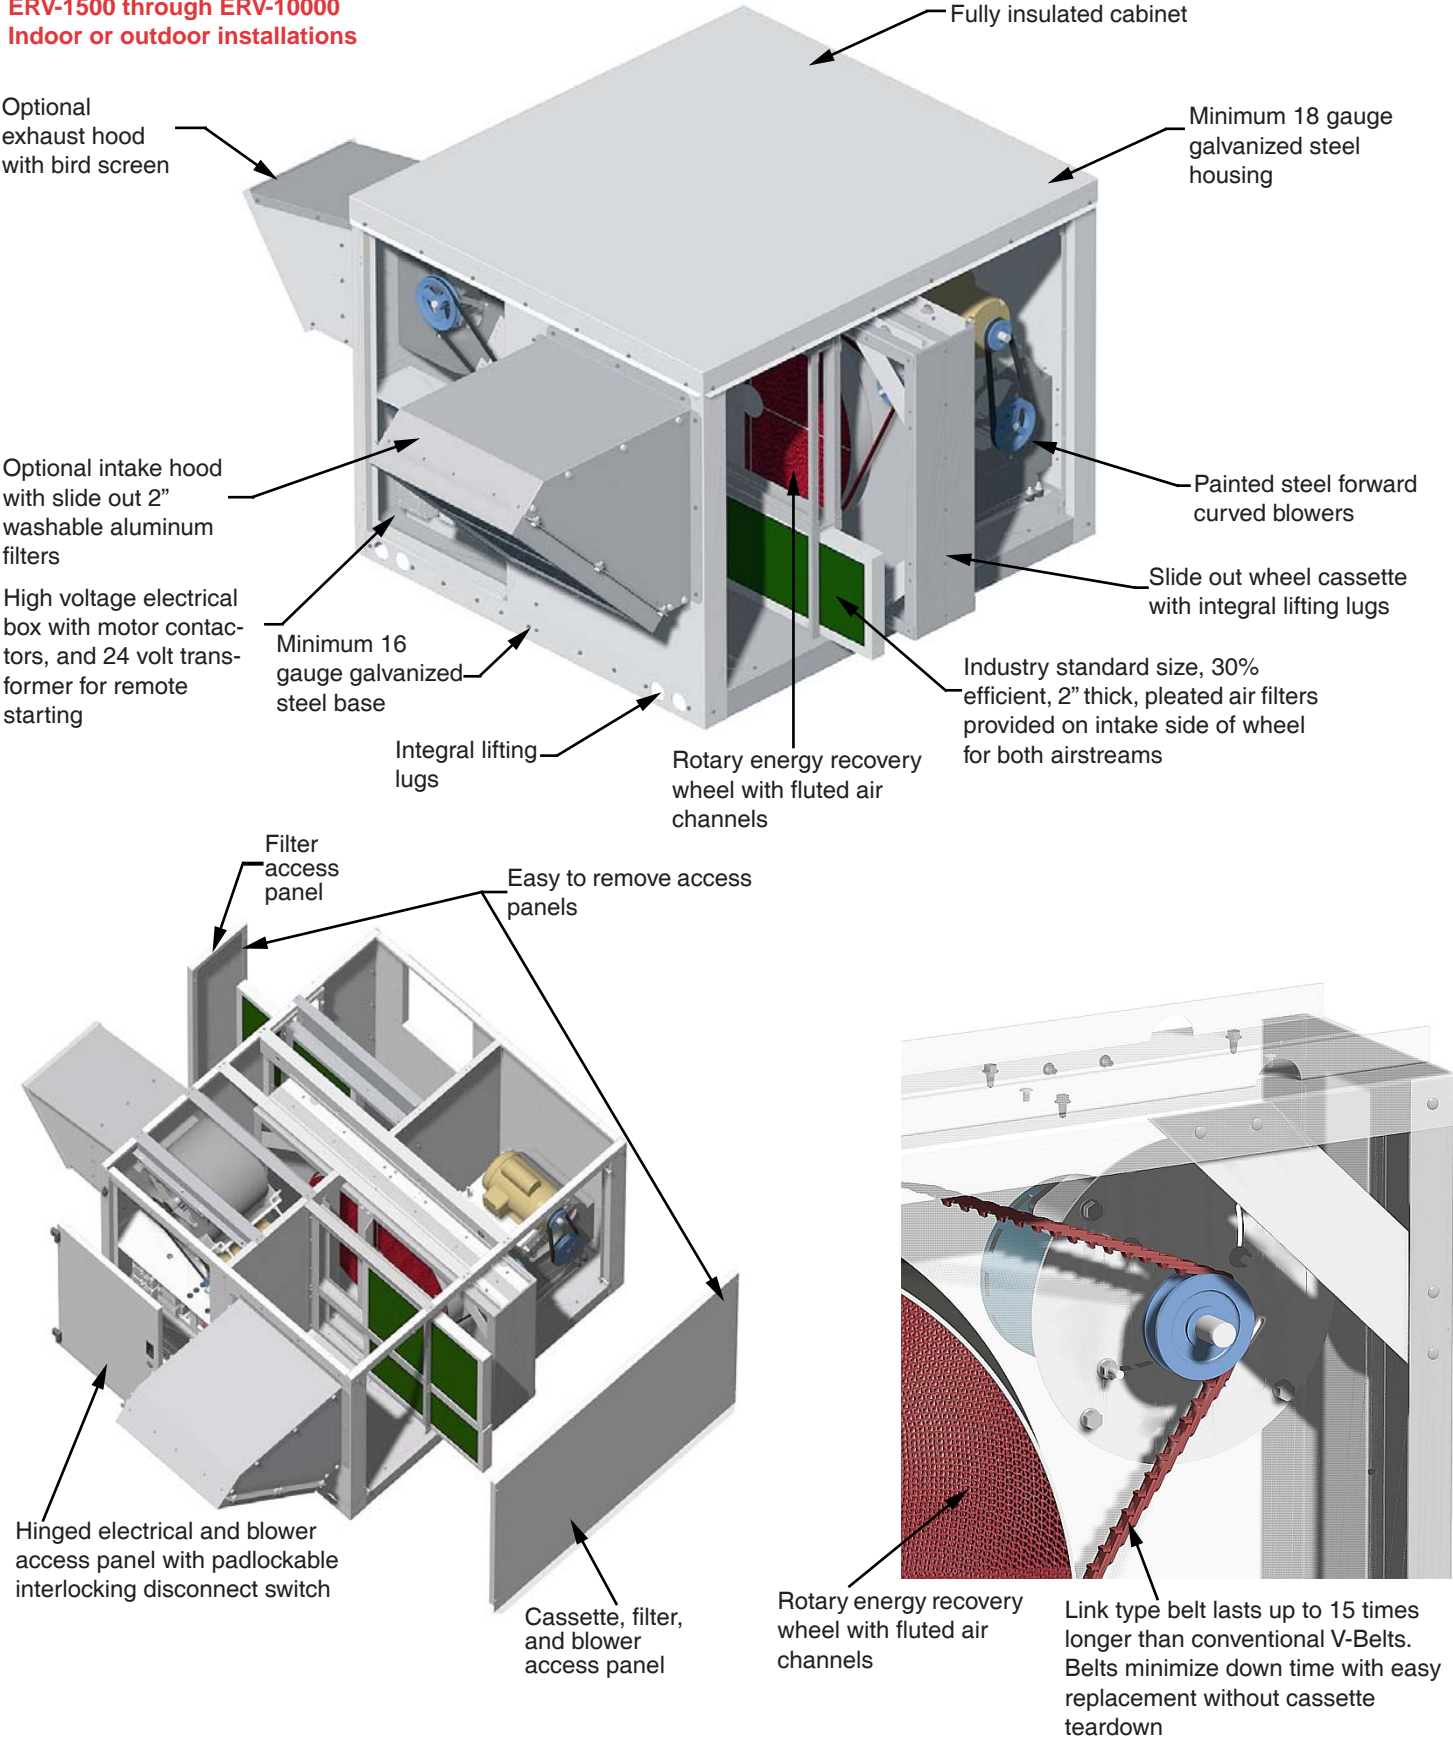 ERV-1500 through ERV-10000
Indoor or outdoor installations
Fully insulated cabinet
Optional
exhaust hood
with bird screen
Minimum 18 gauge
galvanized steel
housing
Optional intake hood
with slide out 2”
washable aluminum
filters
Painted steel forward
curved blowers
High voltage electrical
box with motor contac-
tors, and 24 volt trans-
former for remote
starting
Slide out wheel cassette
with integral lifting lugs
Minimum 16
gauge galvanized
steel base
Industry standard size, 30%
efficient, 2” thick, pleated air filters
provided on intake side of wheel
for both airstreams
Integral lifting
lugs
Rotary energy recovery
wheel with fluted air
channels
Filter
access
panel
Easy to remove access
panels
Hinged electrical and blower
access panel with padlockable
interlocking disconnect switch
Cassette, filter,
and blower
access panel
Rotary energy recovery
wheel with fluted air
channels
Link type belt lasts up to 15 times
longer than conventional V-Belts.
Belts minimize down time with easy
replacement without cassette
teardown